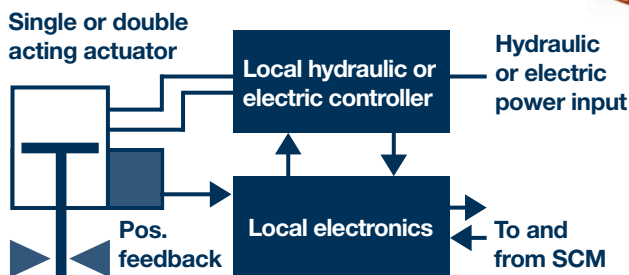 Single or double
acting actuator
Local hydraulic or
electric controller
Hydraulic
or electric
power input
Pos.
feedback
Local electronics
To and
from SCM